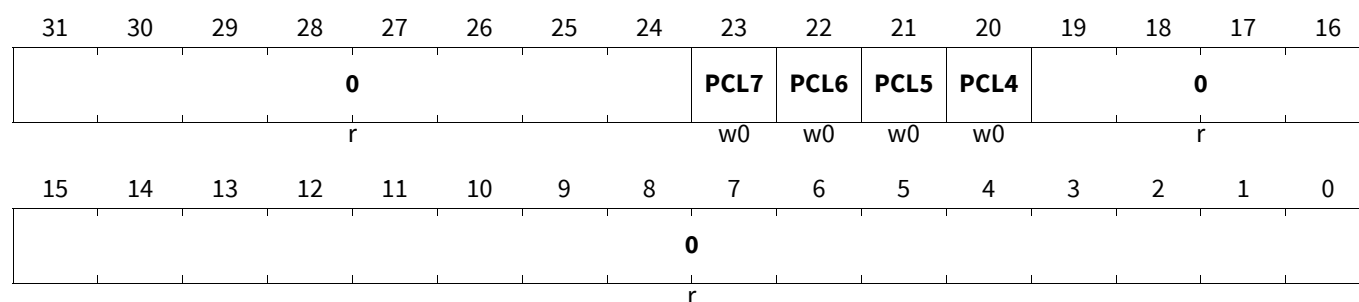 31 30 29 28 27 26 25 24 23 22 21 20 19 18 17 16
0 PCL7 PCL6 PCL5 PCL4 0
r w0 w0 w0 w0 r
15 14 13 12 11 10 9 8 7 6 5 4 3 2 1 0
0
r